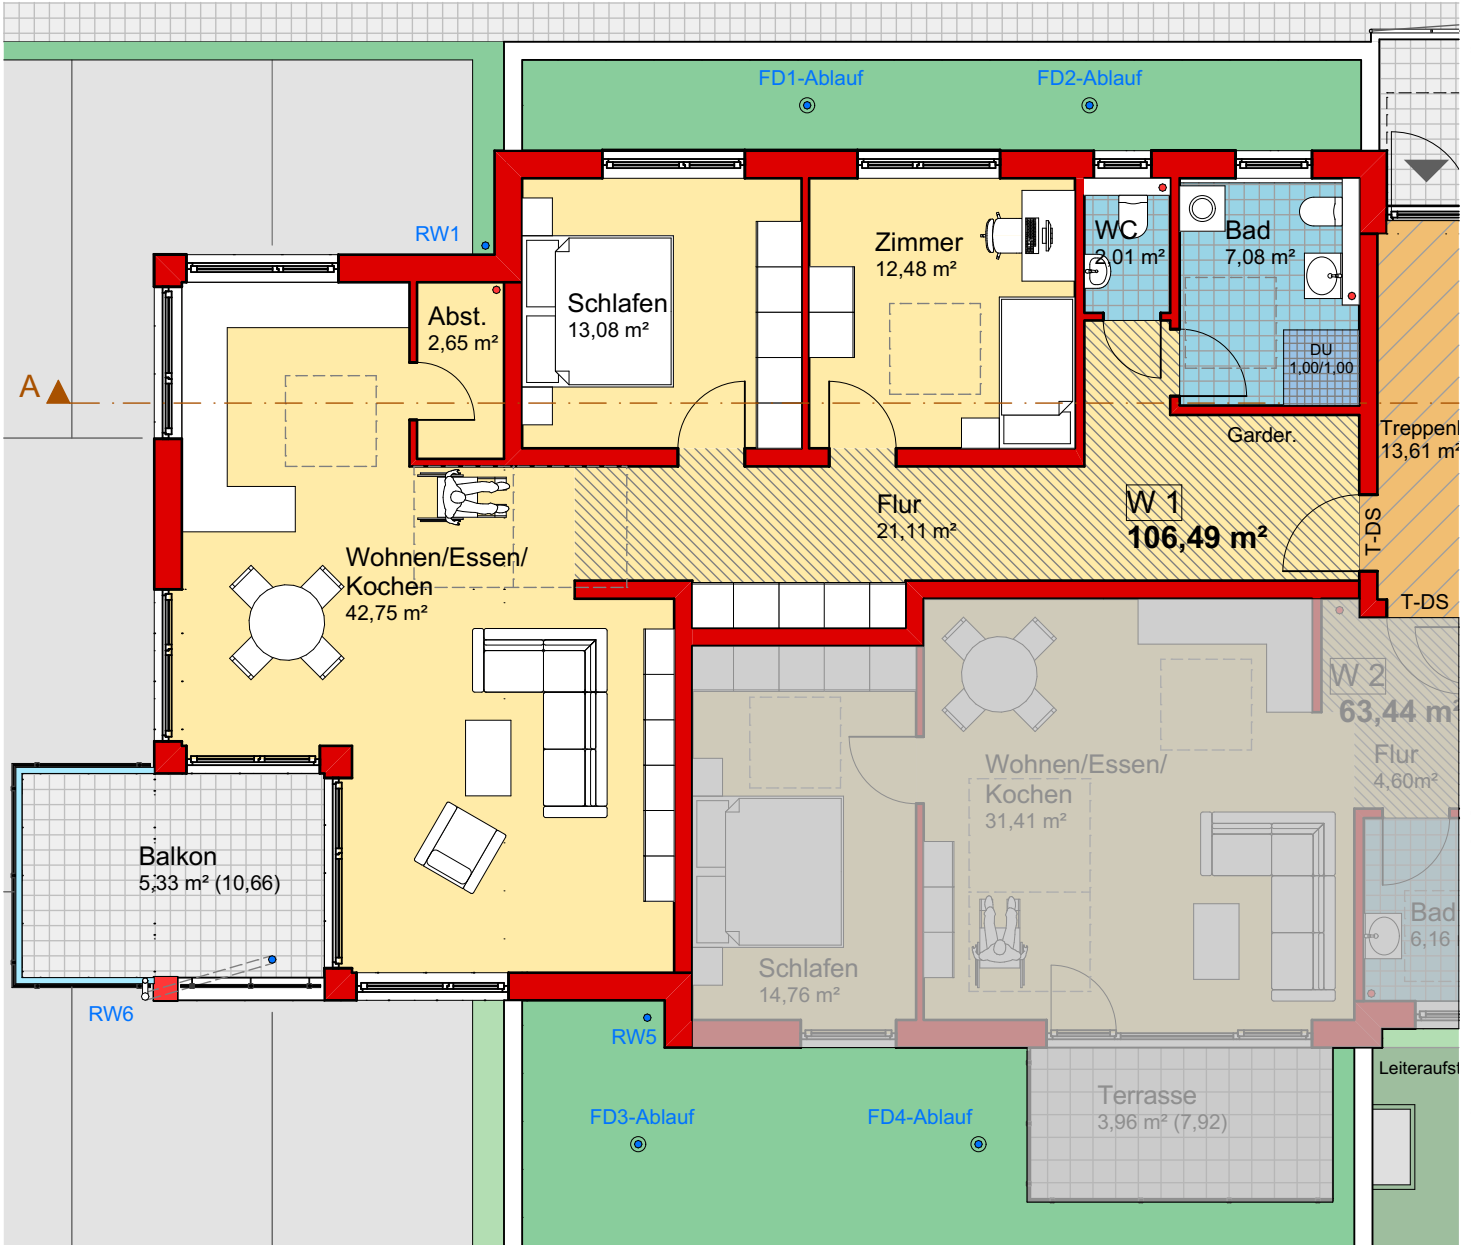 FD1-Ablauf
FD2-Ablauf
RW1
Abst.
2,65 m²
Schlafen
13,08 m²
Zimmer
12,48 m²
WC
2,01 m²
Bad
7,08 m²
DU
1,00/1,00
A
Garder.
13,61 m²
Flur
21,11 m²
W 1
106,49 m²
T-DS
T-DS
Wohnen/Essen/
Kochen
42,75 m²
W 2
63,44 m²
Flur
4,60m²
Wohnen/Essen/
Kochen
31,41 m²
Balkon
5,33 m² (10,66)
Schlafen
14,76 m²
Bad
6,16
RW6
RW5
FD3-Ablauf
FD4-Ablauf
Terrasse
3,96 m² (7,92)